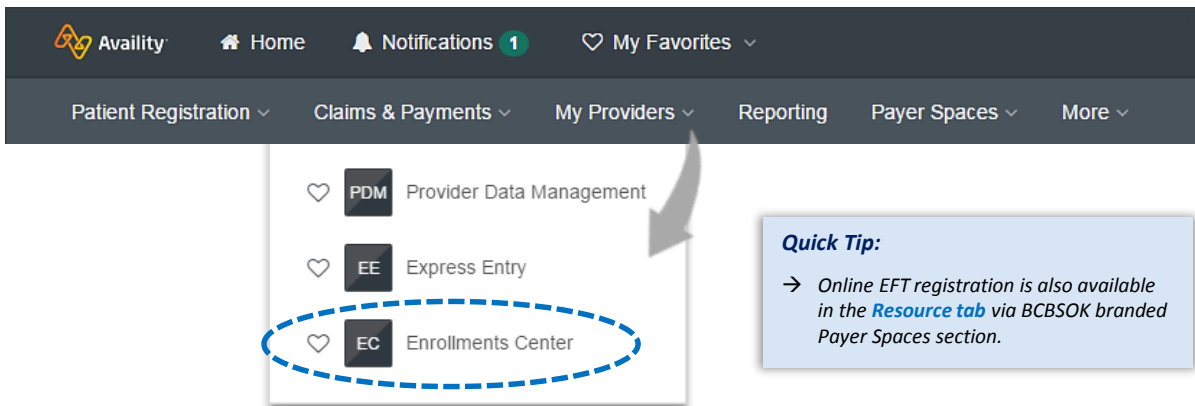 Availity Home Notifications 1 My Favorites
Patient Registration Claims & Payments My Providers Reporting Payer Spaces More
PDM Provider Data Management
EE Express Entry
EC Enrollments Center
Quick Tip:
→ Online EFT registration is also available
in the Resource tab via BCBSOK branded
Payer Spaces section.